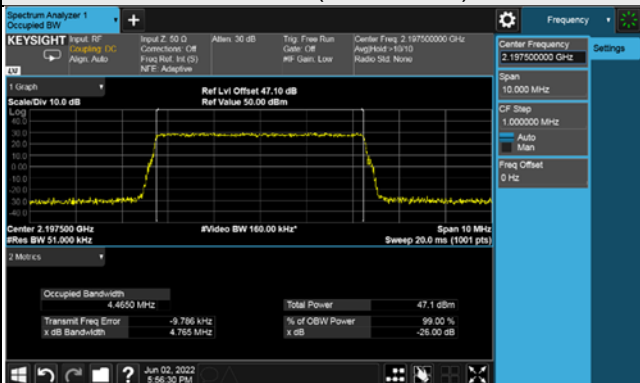 Spectrum Analyzer 1
Occupied BW
Frequency
KEYSIGHT
Input: RF
Coupling: DC
Align: Auto
Input Z: 50 Ω
Corrections: Off
Freq Ref: Int (S)
NFE: Adaptive
Atten: 30 dB
Trig: Free Run
Gate: Off
#IF Gain: Low
Center Freq: 2.197500000 GHz
Avg|Hold:>10/10
Radio Std: None
Center Frequency
2.197500000 GHz
Settings
Span
10.000 MHz
CF Step
1.000000 MHz
Auto
Man
Freq Offset
0 Hz
LXI
1 Graph
Scale/Div 10.0 dB
Ref Lvl Offset 47.10 dB
Ref Value 50.00 dBm
Log
40.0
30.0
20.0
10.0
0.00
-10.0
-20.0
-30.0
-40.0
Center 2.197500 GHz
#Res BW 51.000 kHz
#Video BW 160.00 kHz*
Span 10 MHz
Sweep 20.0 ms (1001 pts)
2 Metrics
Occupied Bandwidth
4.4650 MHz
Total Power
47.1 dBm
Transmit Freq Error
-9.786 kHz
% of OBW Power
99.00 %
x dB Bandwidth
4.765 MHz
x dB
-26.00 dB
?
Jun 02, 2022
5:56:30 PM